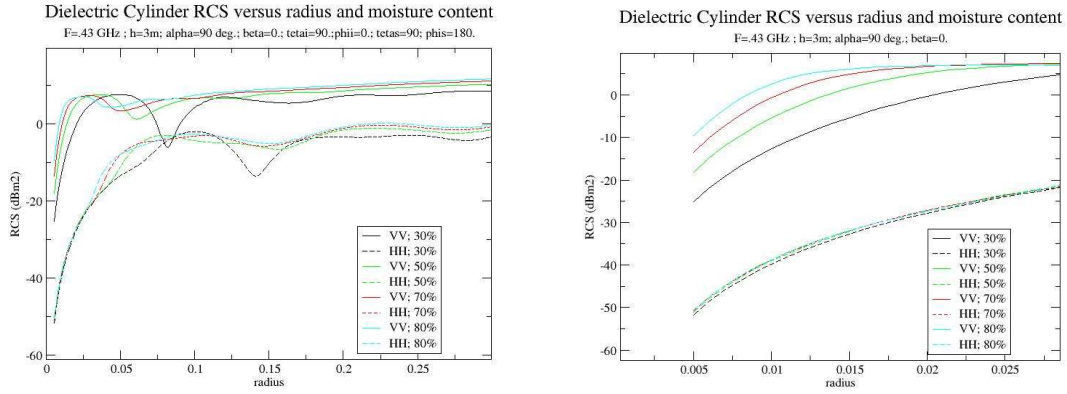 Dielectric Cylinder RCS versus radius and moisture content
F=.43 GHz ; h=3m; alpha=90 deg.; beta=0.; tetai=90.;phii=0.; tetas=90; phis=180.
0
-20
-40
-60
RCS (dBm2)
0
0.05
0.1
0.15
0.2
0.25
radius
VV; 30%
HH; 30%
VV; 50%
HH; 50%
VV; 70%
HH; 70%
VV; 80%
HH; 80%
Dielectric Cylinder RCS versus radius and moisture content
F=.43 GHz ; h=3m; alpha=90 deg.; beta=0.
0
-10
-20
-30
-40
-50
-60
RCS (dBm2)
0.005
0.01
0.015
0.02
0.025
radius
VV; 30%
HH; 30%
VV; 50%
HH; 50%
VV; 70%
HH; 70%
VV; 80%
HH; 80%